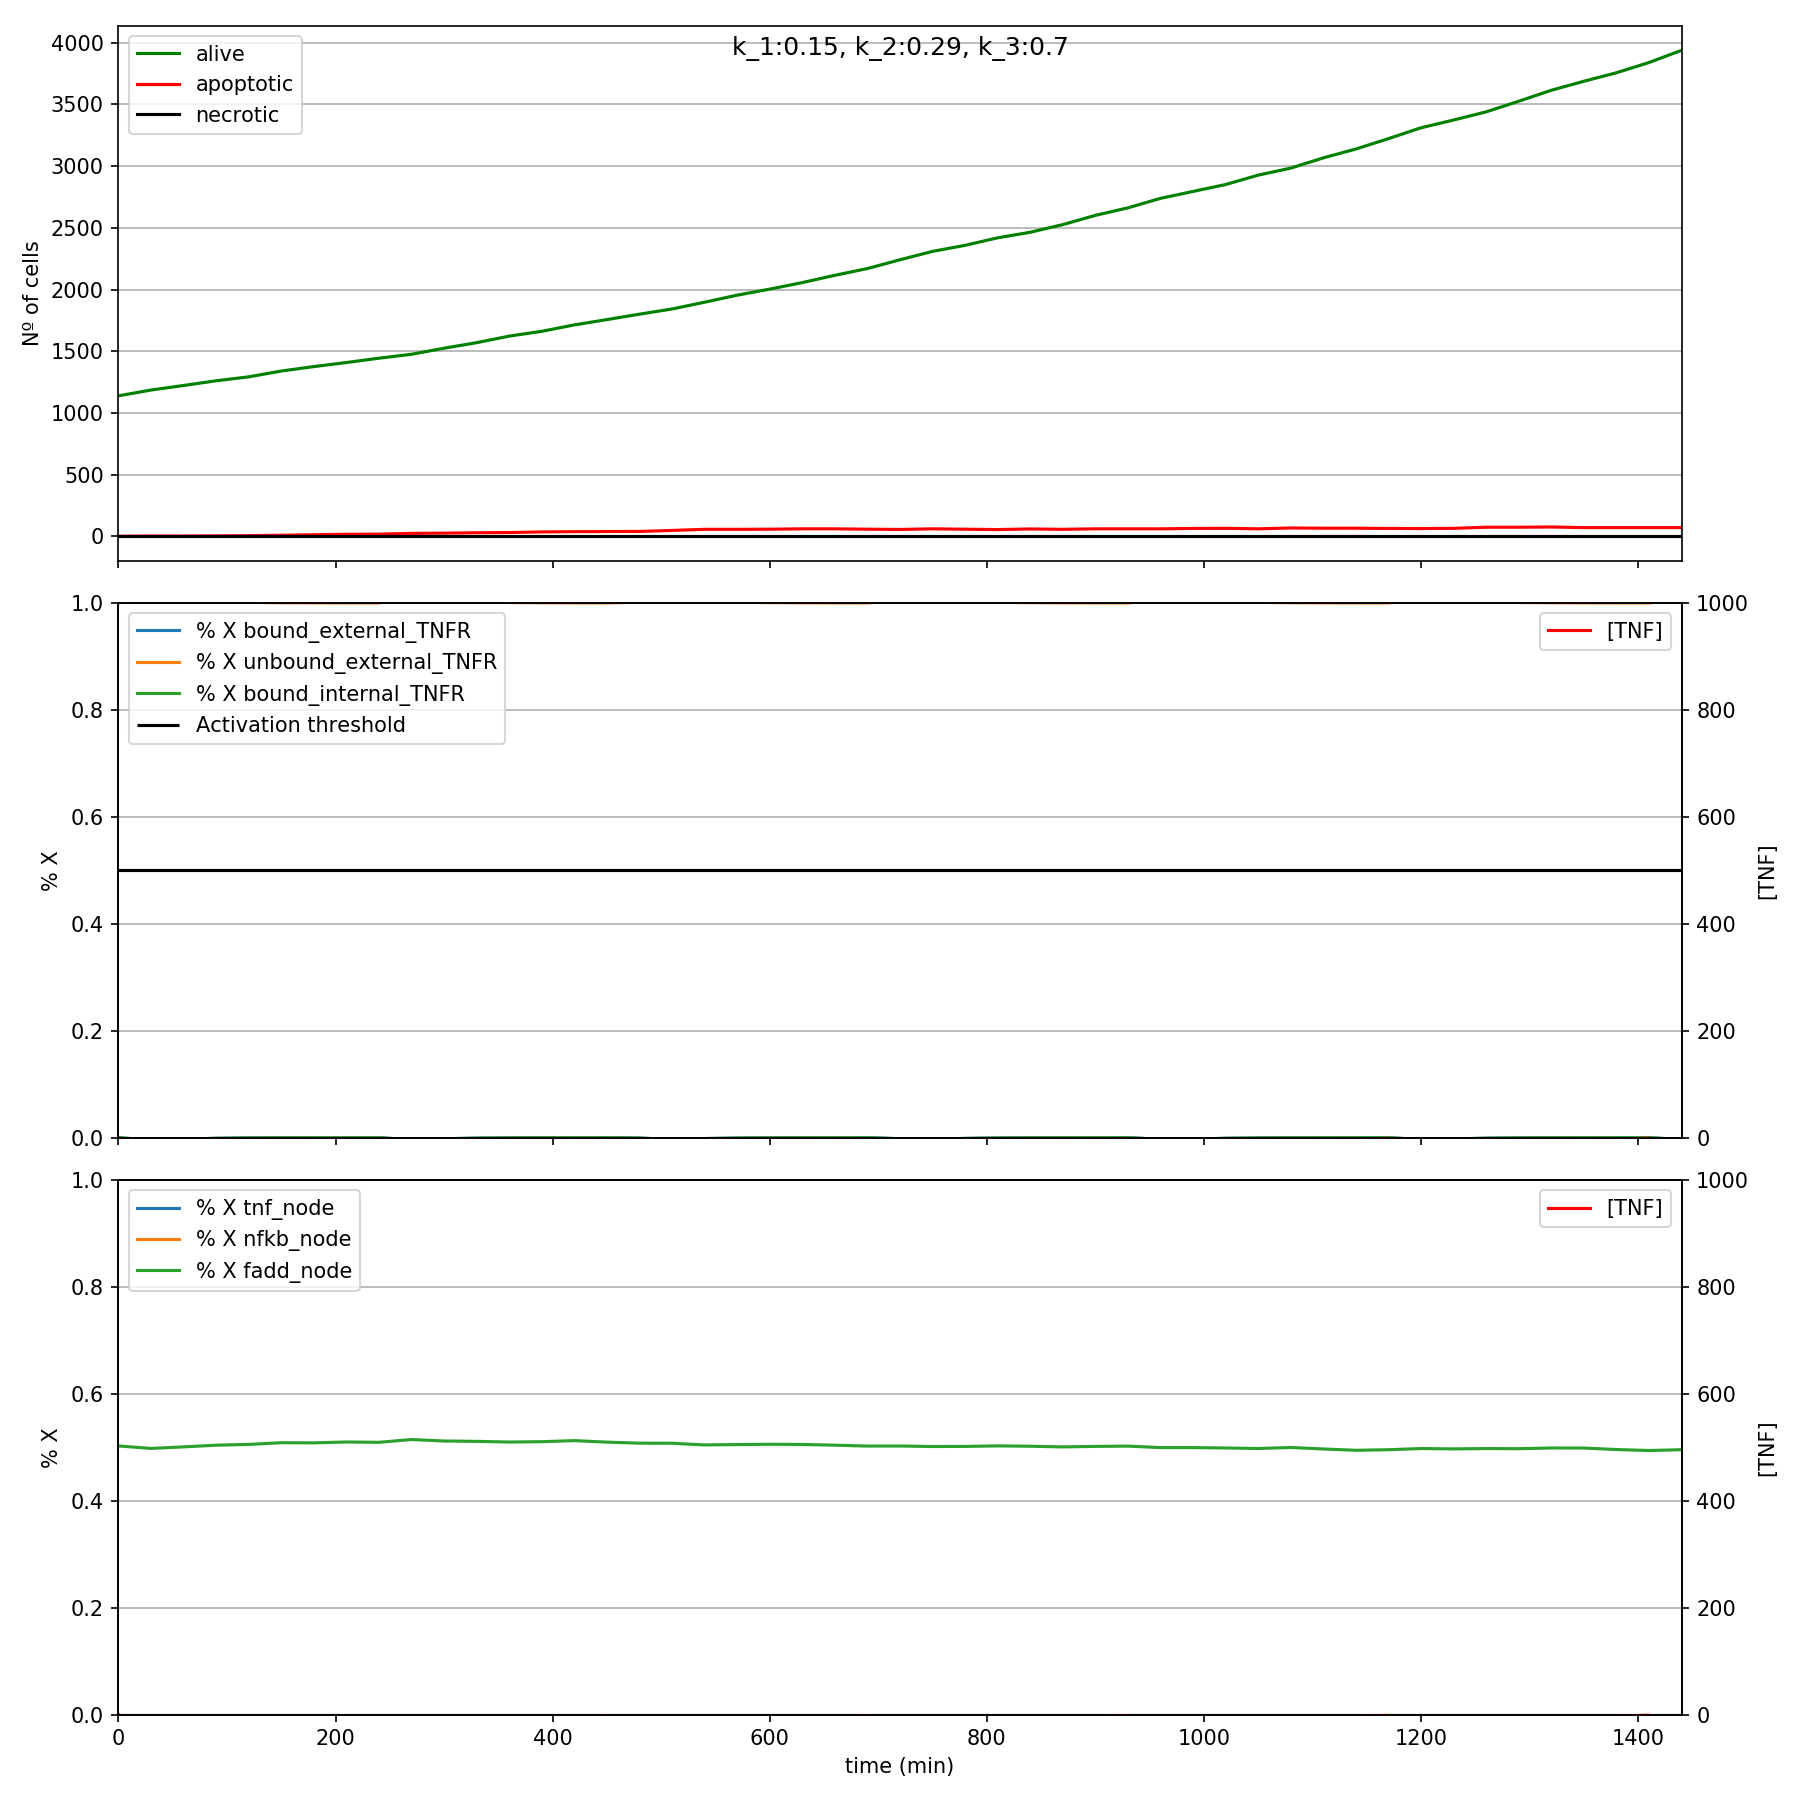 k_1:0.15, k_2:0.29, k_3:0.7
4000
3500
3000
2500
2000
1500
1000
500
0
Nº of cells
alive
apoptotic
necrotic
1.0
0.8
0.6
0.4
0.2
0.0
% X
% X bound_external_TNFR
% X unbound_external_TNFR
% X bound_internal_TNFR
Activation threshold
[TNF]
1000
800
600
400
200
0
[TNF]
1.0
0.8
0.6
0.4
0.2
0.0
% X
% X tnf_node
% X nfkb_node
% X fadd_node
[TNF]
1000
800
600
400
200
0
[TNF]
0 200 400 600 800 1000 1200 1400
time (min)